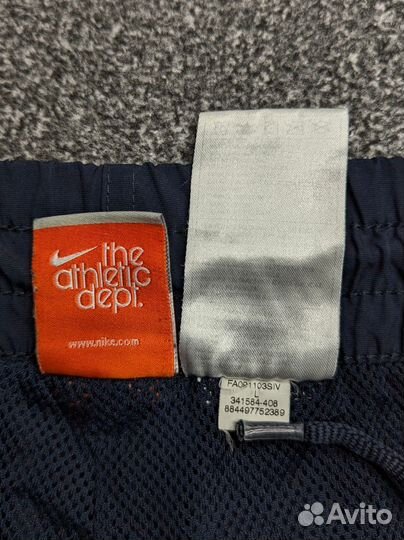 the
athletic
dept.
www.nike.com
FA091103SIV
L
341584-408
884497752389
Avito